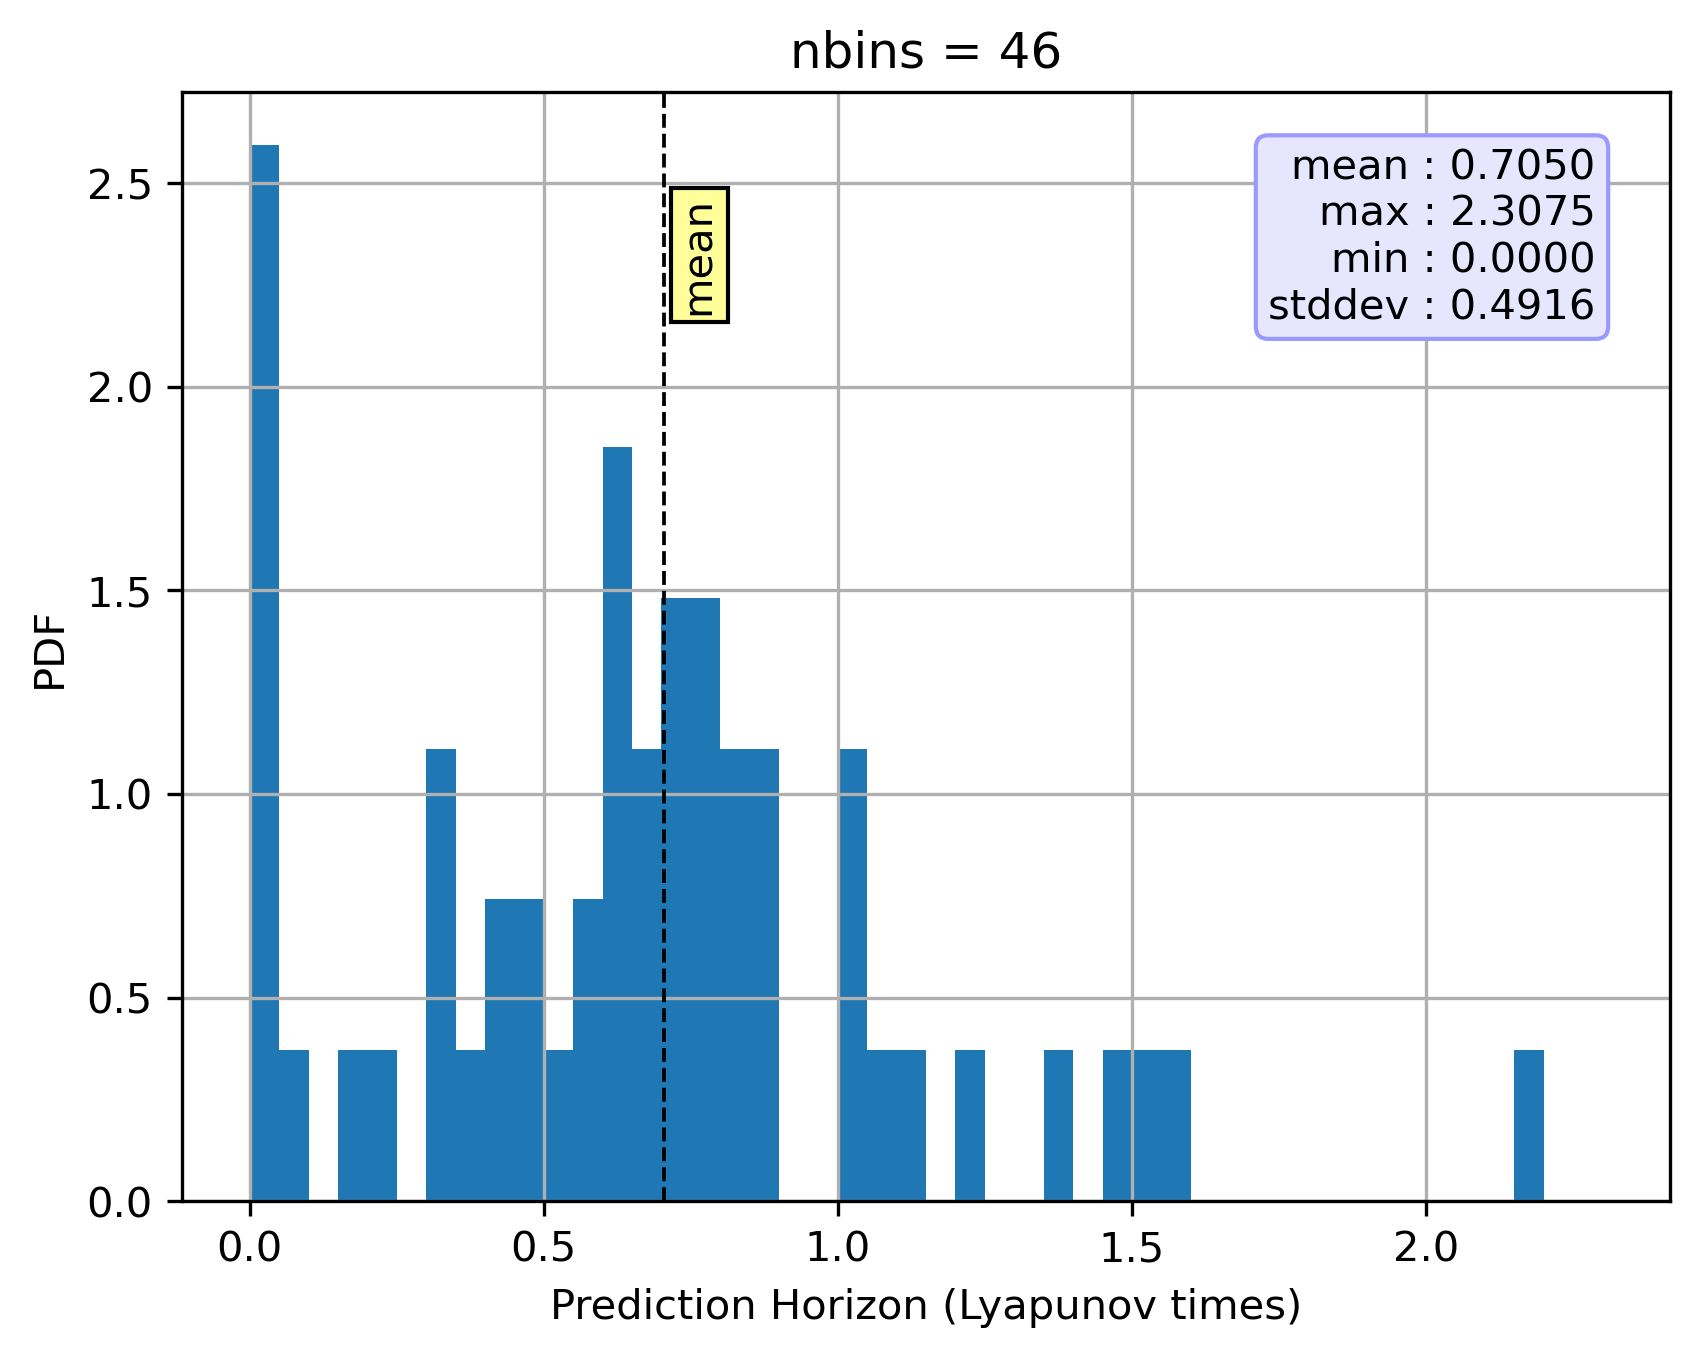 nbins = 46
mean : 0.7050
max : 2.3075
min : 0.0000
stddev : 0.4916
mean
PDF
2.5
2.0
1.5
1.0
0.5
0.0
0.0 0.5 1.0 1.5 2.0
Prediction Horizon (Lyapunov times)